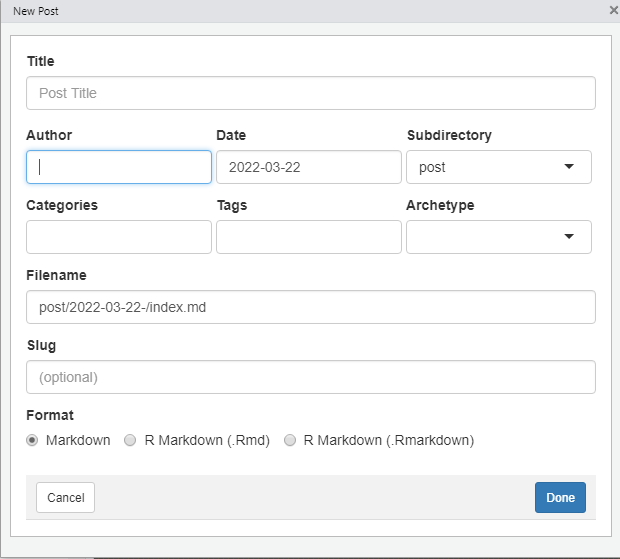 New Post
Title
Post Title
Author Date Subdirectory
2022-03-22 post
Categories Tags Archetype
Filename
post/2022-03-22-/index.md
Slug
(optional)
Format
Markdown R Markdown (.Rmd) R Markdown (.Rmarkdown)
Cancel Done